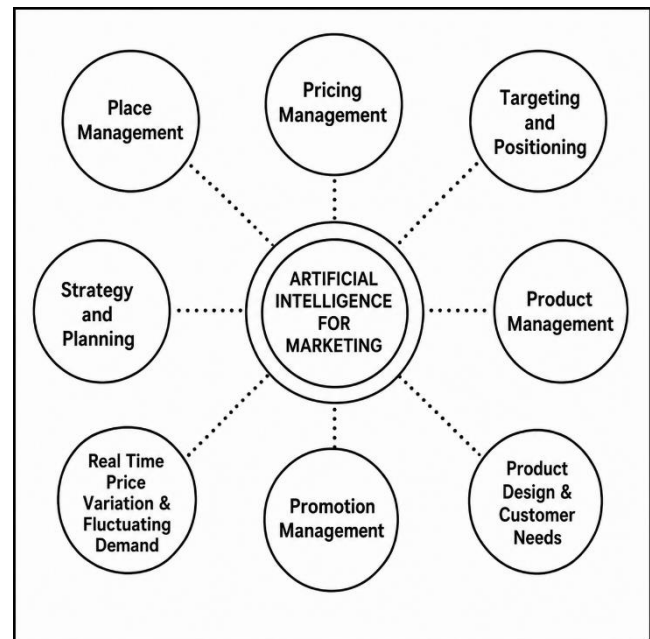 Place
Management
Pricing
Management
Targeting
and
Positioning
Strategy
and
Planning
ARTIFICIAL
INTELLIGENCE
FOR
MARKETING
Product
Management
Real Time
Price
Variation &
Fluctuating
Demand
Promotion
Management
Product
Design &
Customer
Needs